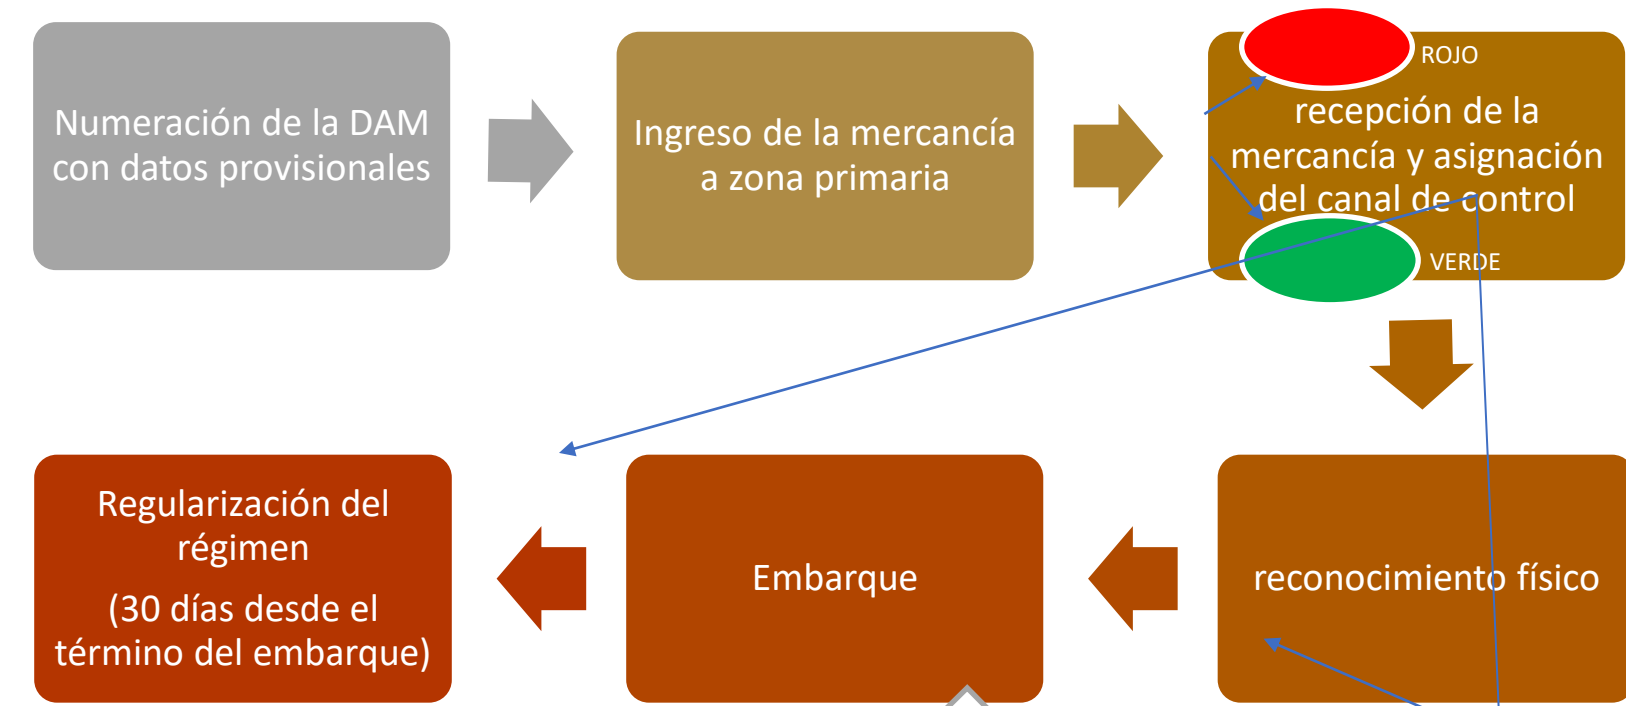 Numeración de la DAM
con datos provisionales
Ingreso de la mercancía
a zona primaria
ROJO
recepción de la
mercancía y asignación
del canal de control
VERDE
reconocimiento físico
Embarque
Regularización del
régimen
(30 días desde el
término del embarque)